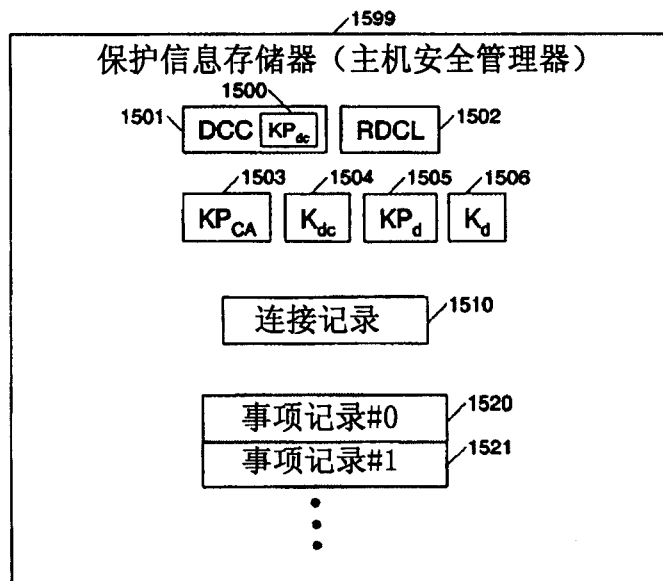 1599
保护信息存储器（主机安全管理器）
1500
1501 DCC KPdc RDCL 1502
1503 1504 1505 1506
KPCA Kdc KPd Kd
连接记录 1510
事项记录#0 1520
事项记录#1 1521